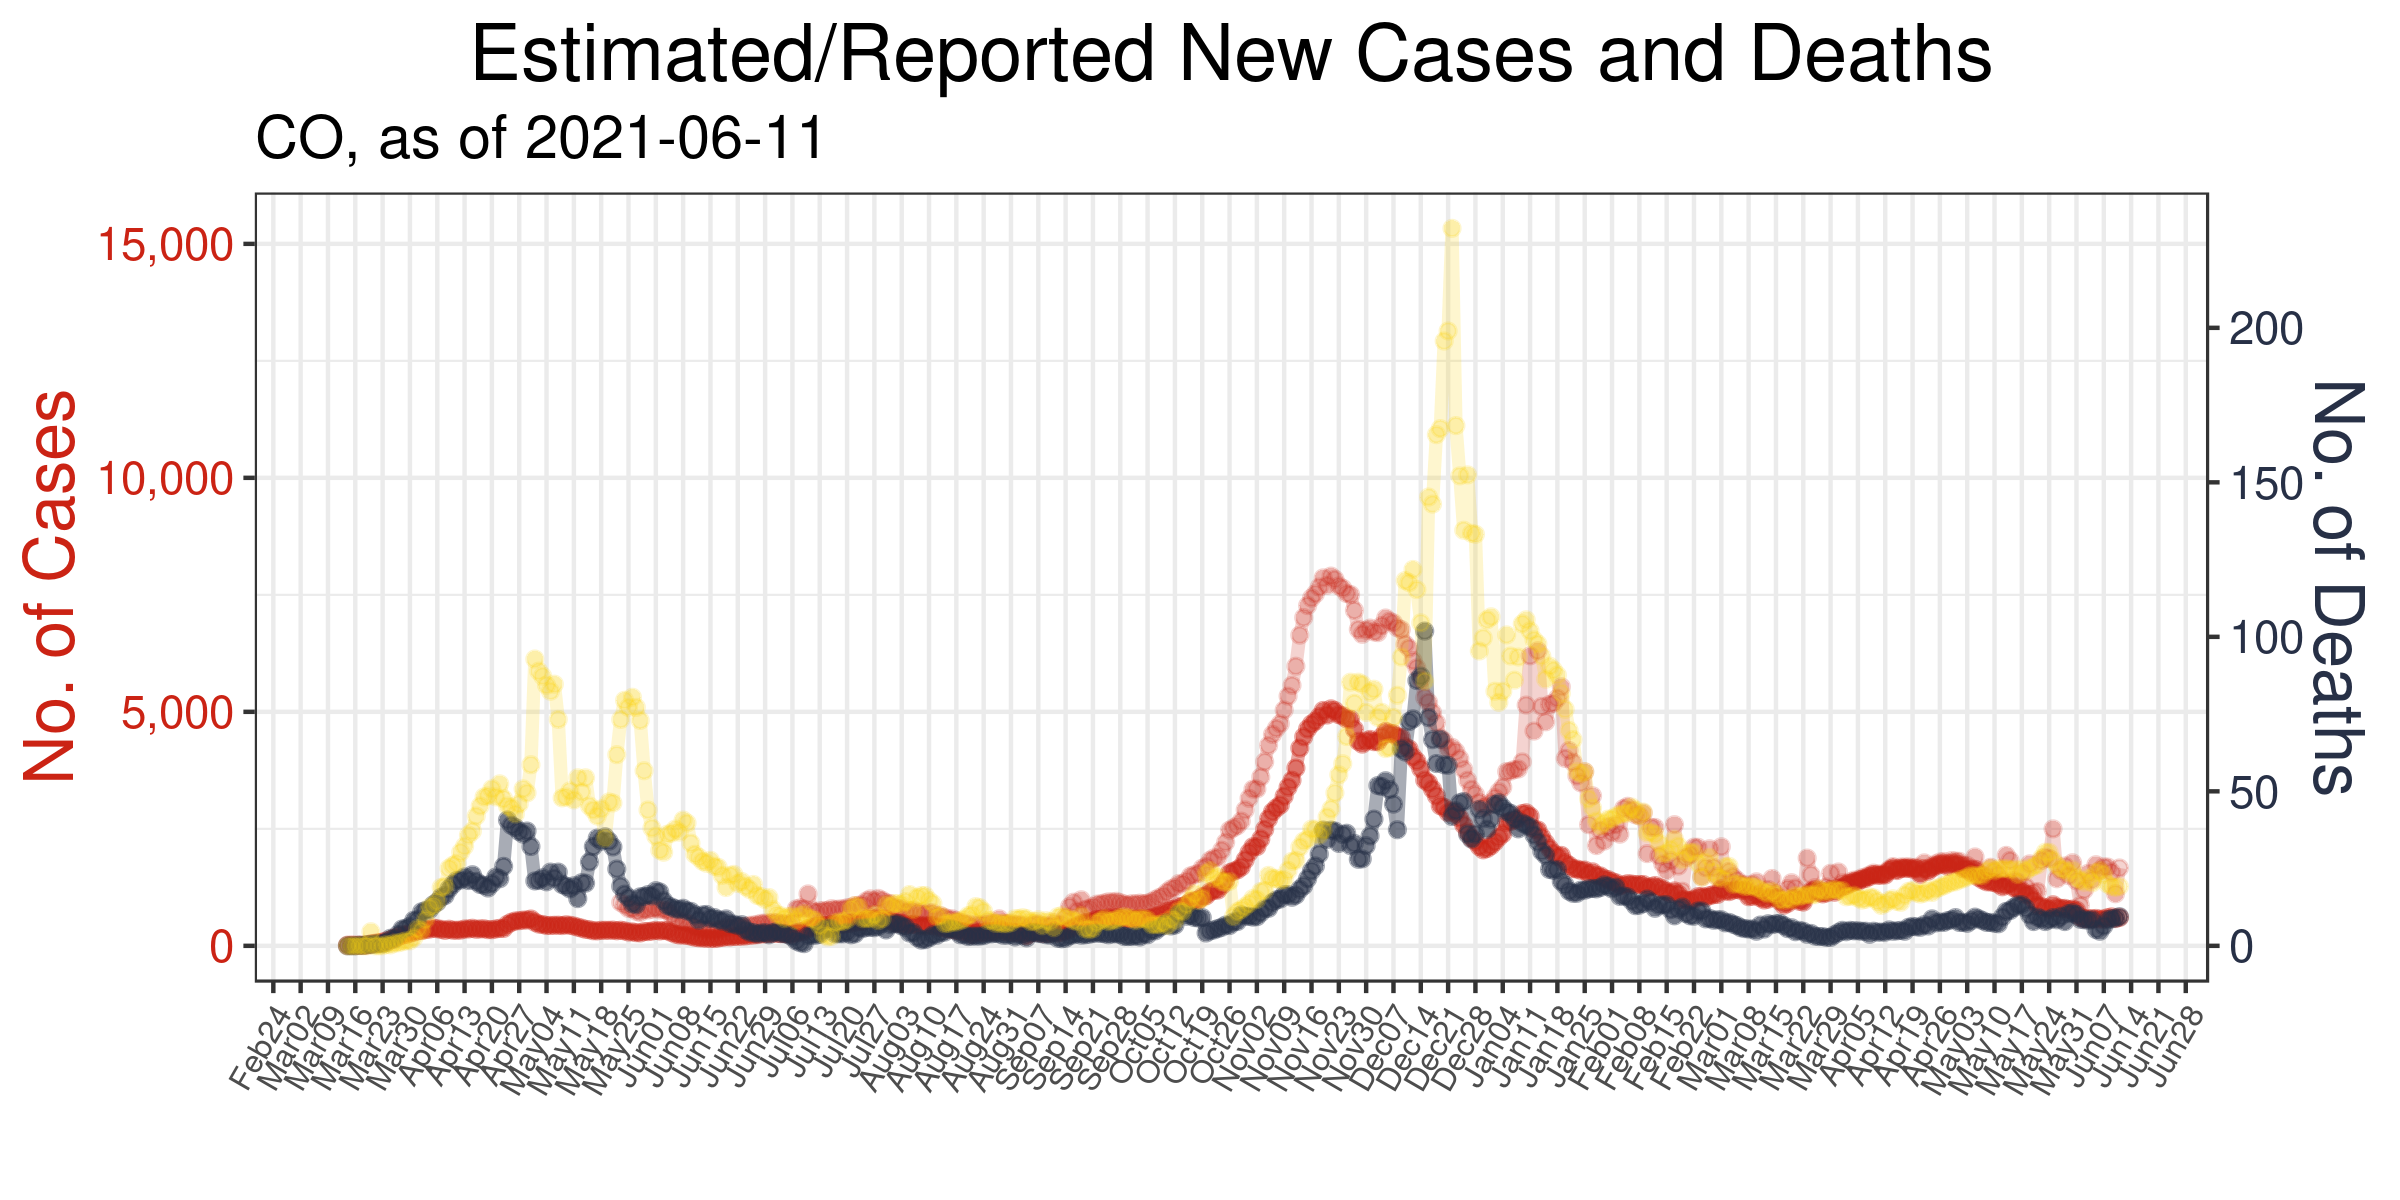 Estimated/Reported New Cases and Deaths
CO, as of 2021-06-11
No. of Cases
15,000
10,000
5,000
0
200
150
100
50
0
No. of Deaths
Feb24
Mar02
Mar09
Mar16
Mar23
Mar30
Apr06
Apr13
Apr20
Apr27
May04
May11
May18
May25
Jun01
Jun08
Jun15
Jun22
Jun29
Jul06
Jul13
Jul20
Jul27
Aug03
Aug10
Aug17
Aug24
Aug31
Sep07
Sep14
Sep21
Sep28
Oct05
Oct12
Oct19
Oct26
Nov02
Nov09
Nov16
Nov23
Nov30
Dec07
Dec14
Dec21
Dec28
Jan04
Jan11
Jan18
Jan25
Feb01
Feb08
Feb15
Feb22
Mar01
Mar08
Mar15
Mar22
Mar29
Apr05
Apr12
Apr19
Apr26
May03
May10
May17
May24
May31
Jun07
Jun14
Jun21
Jun28